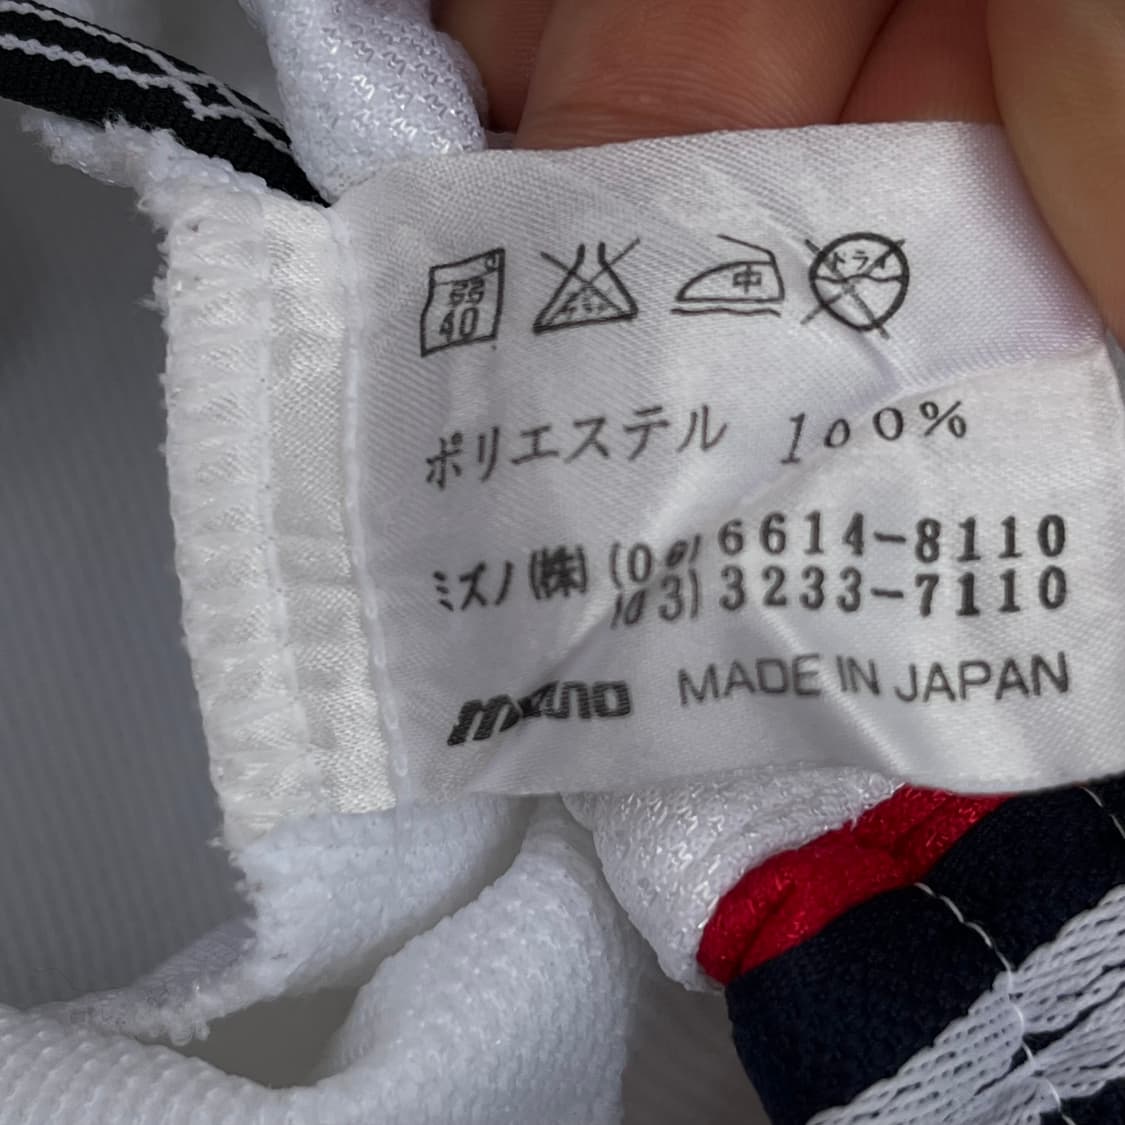 40 中 ドライ
ポリエステル 100%
ミズノ(株) (06) 6614-8110
(03) 3233-7110
mizuno MADE IN JAPAN